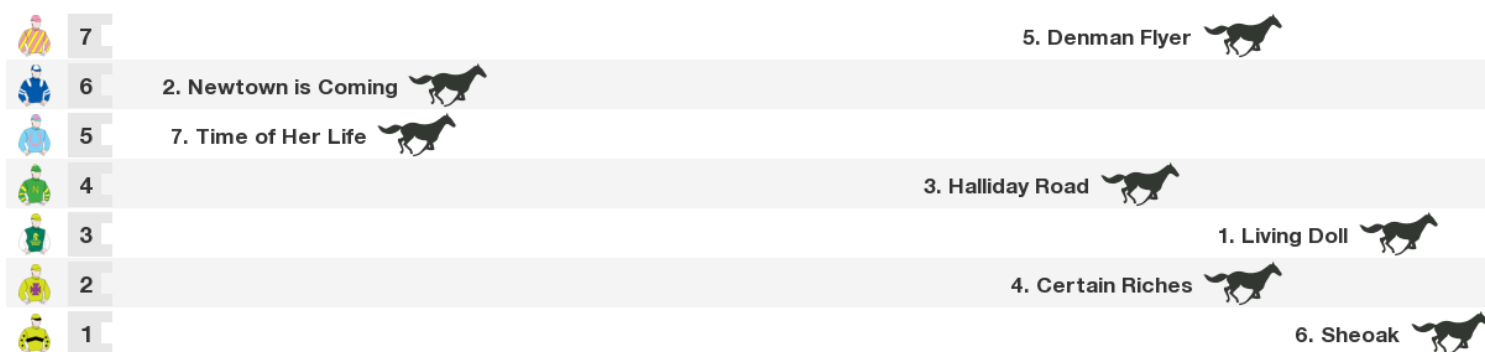 7 5. Denman Flyer
6 2. Newtown is Coming
5 7. Time of Her Life
4 3. Halliday Road
3 1. Living Doll
2 4. Certain Riches
1 6. Sheoak